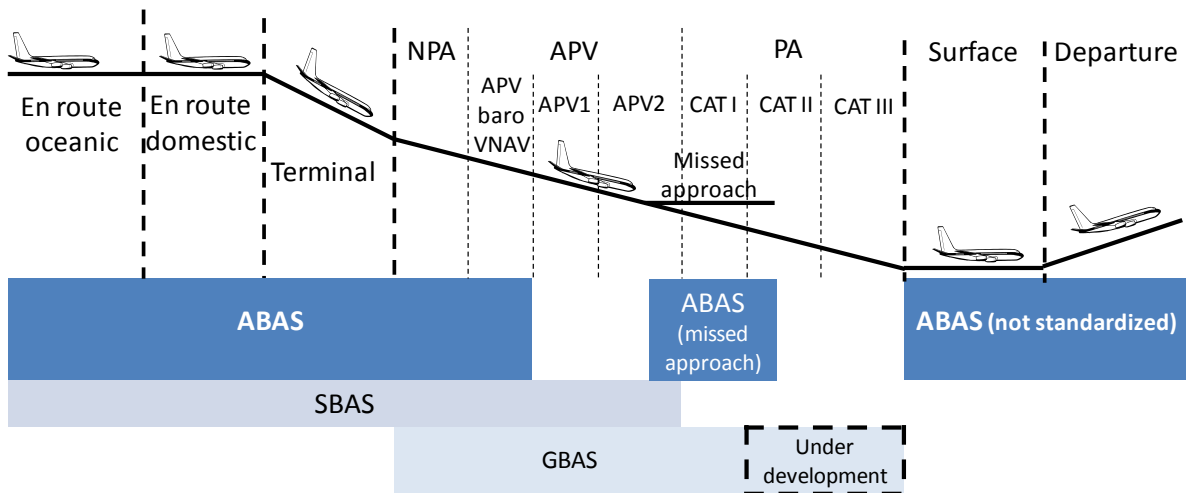 NPA
APV
PA
Surface
Departure
En route
oceanic
En route
domestic
Terminal
APV
baro
VNAV
APV1
APV2
CAT I
CAT II
CAT III
Missed
approach
ABAS
ABAS
(missed
approach)
ABAS (not standardized)
SBAS
GBAS
Under
development